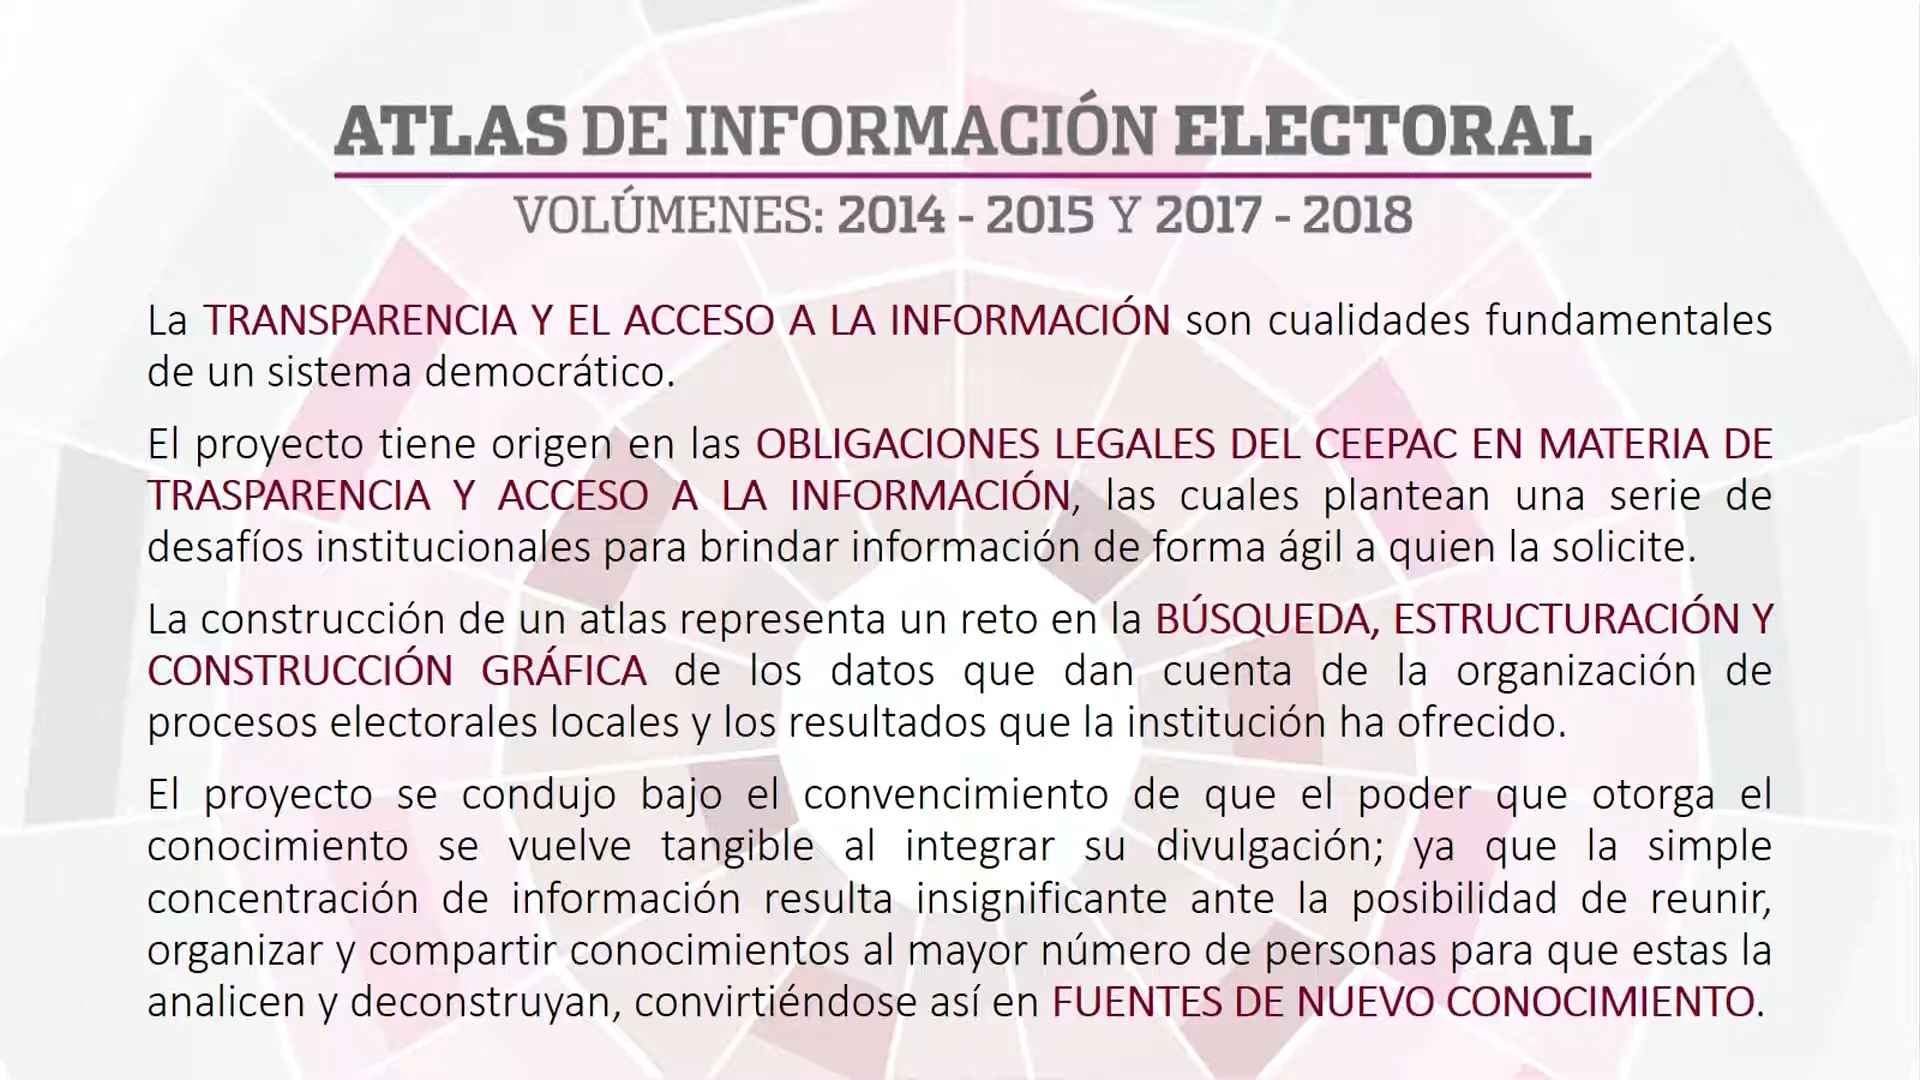 ATLAS DE INFORMACIÓN ELECTORAL
VOLÚMENES: 2014 - 2015 Y 2017 - 2018
La TRANSPARENCIA Y EL ACCESO A LA INFORMACIÓN son cualidades fundamentales
de un sistema democrático.
El proyecto tiene origen en las OBLIGACIONES LEGALES DEL CEEPAC EN MATERIA DE
TRASPARENCIA Y ACCESO A LA INFORMACIÓN, las cuales plantean una serie de
desafíos institucionales para brindar información de forma ágil a quien la solicite.
La construcción de un atlas representa un reto en la BÚSQUEDA, ESTRUCTURACIÓN Y
CONSTRUCCIÓN GRÁFICA de los datos que dan cuenta de la organización de
procesos electorales locales y los resultados que la institución ha ofrecido.
El proyecto se condujo bajo el convencimiento de que el poder que otorga el
conocimiento se vuelve tangible al integrar su divulgación; ya que la simple
concentración de información resulta insignificante ante la posibilidad de reunir,
organizar y compartir conocimientos al mayor número de personas para que estas la
analicen y deconstruyan, convirtiéndose así en FUENTES DE NUEVO CONOCIMIENTO.